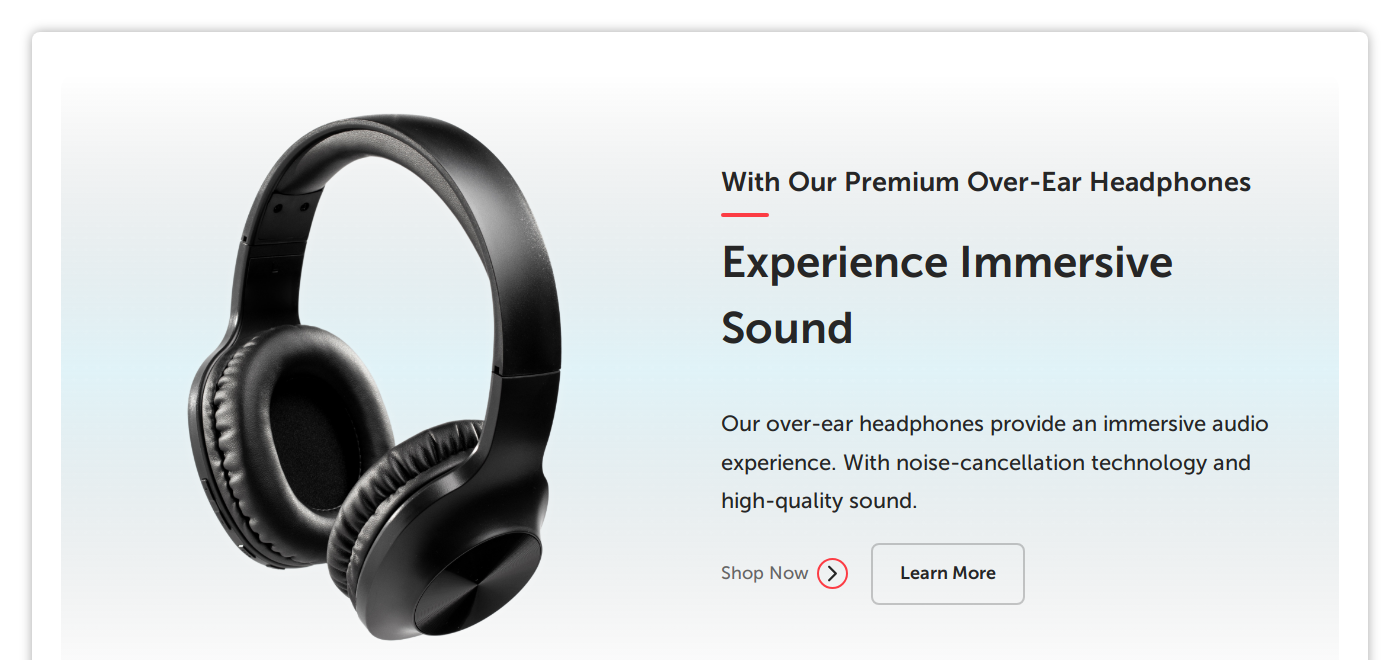 With Our Premium Over-Ear Headphones
Experience Immersive
Sound
Our over-ear headphones provide an immersive audio
experience. With noise-cancellation technology and
high-quality sound.
Shop Now
Learn More